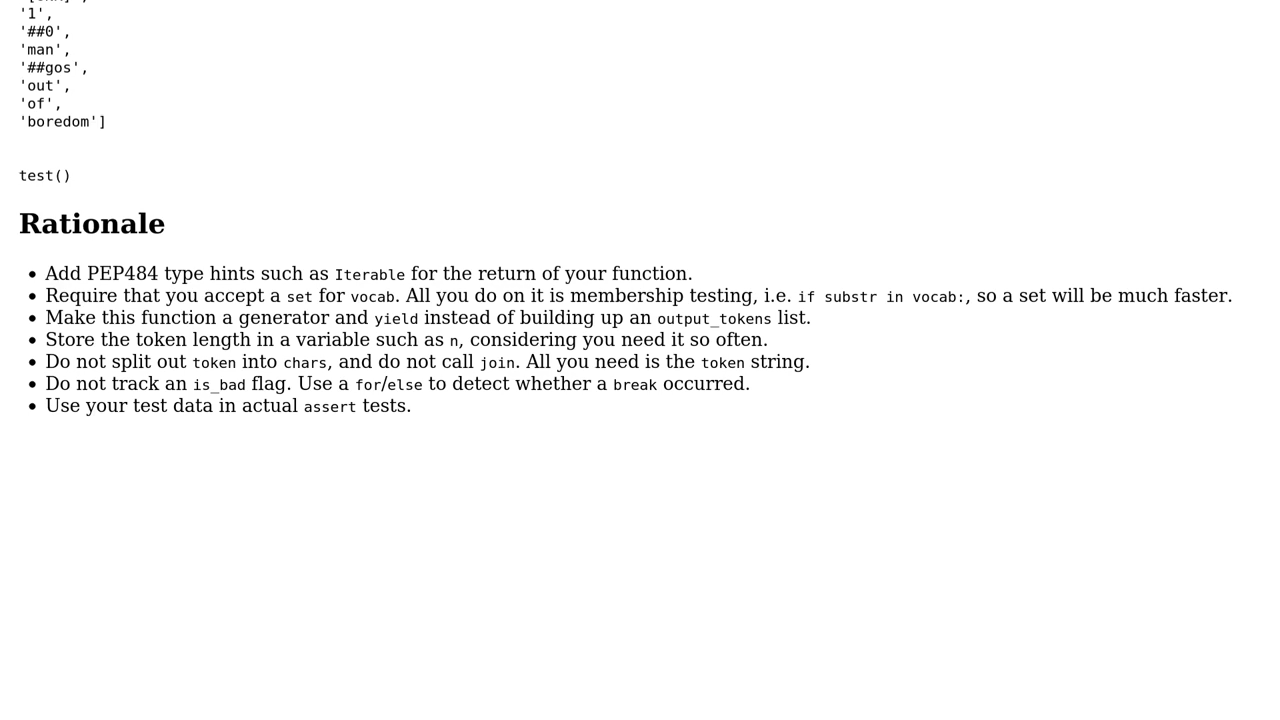 '1',
'##0',
'man',
'##gos',
'out',
'of',
'boredom']
test()
Rationale
• Add PEP484 type hints such as Iterable for the return of your function.
• Require that you accept a set for vocab. All you do on it is membership testing, i.e. if substr in vocab:, so a set will be much faster.
• Make this function a generator and yield instead of building up an output_tokens list.
• Store the token length in a variable such as n, considering you need it so often.
• Do not split out token into chars, and do not call join. All you need is the token string.
• Do not track an is_bad flag. Use a for/else to detect whether a break occurred.
• Use your test data in actual assert tests.